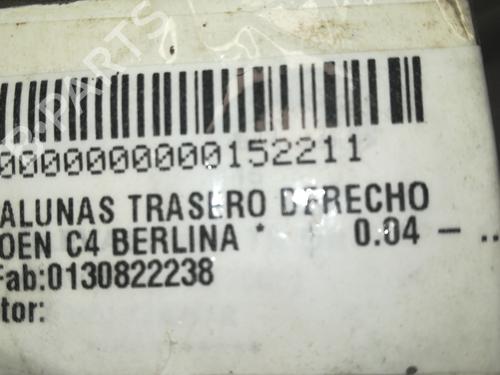 0000000000152211
ALUNAS TRASERO DERECHO
OEN C4 BERLINA * 0.04 - ..
Fab:0130822238
tor: